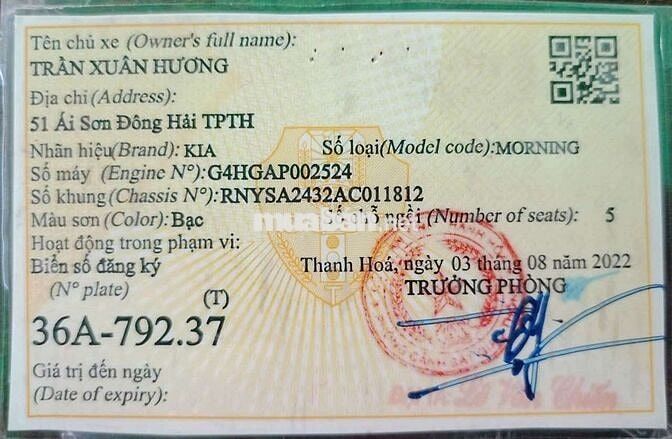 Tên chủ xe (Owner's full name):
TRẦN XUÂN HƯƠNG
Địa chỉ (Address):
51 Ái Sơn Đông Hải TPTH
Nhãn hiệu(Brand): KIA Số loại(Model code):MORNING
Số máy (Engine N°):G4HGAP002524
Số khung (Chassis N°):RNYSA2432AC011812
Màu sơn (Color): Bạc Số chỗ ngồi (Number of seats): 5
Hoạt động trong phạm vi:
Biển số đăng ký Thanh Hoá, ngày 03 tháng 08 năm 2022
(N° plate) TRƯỞNG PHÒNG
(T)
36A-792.37
Giá trị đến ngày
(Date of expiry):